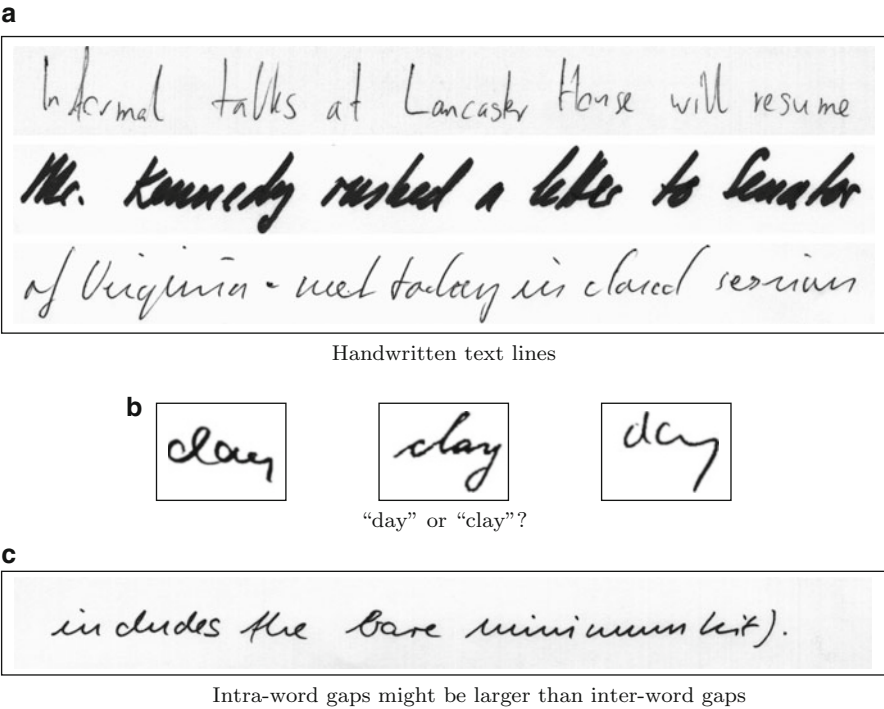 a
Informal talks at Lancaster House will resume
Mr. Kennedy rushed a letter to Senator
of Virginia - met today in closed session
Handwritten text lines
b
clay day
“day” or “clay”?
c
includes the bare minimum kit).
Intra-word gaps might be larger than inter-word gaps